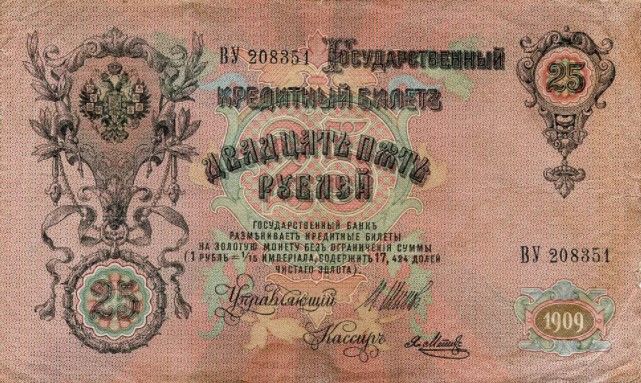 ВУ 208351 Государственный
25
Кредитный Билетъ
Двадцать пять
рублей
ГОСУДАРСТВЕННЫЙ БАНКЪ
РАЗМѢНИВАЕТЪ КРЕДИТНЫЕ БИЛЕТЫ
НА ЗОЛОТУЮ МОНЕТУ БЕЗЪ ОГРАНИЧЕНІЯ СУММЫ
(1 РУБЛЬ = 1/15 ИМПЕРІАЛА, СОДЕРЖИТЪ 17,424 ДОЛЕЙ
ЧИСТАГО ЗОЛОТА).
ВУ 208351
25
Управляющій
Кассиръ
1909